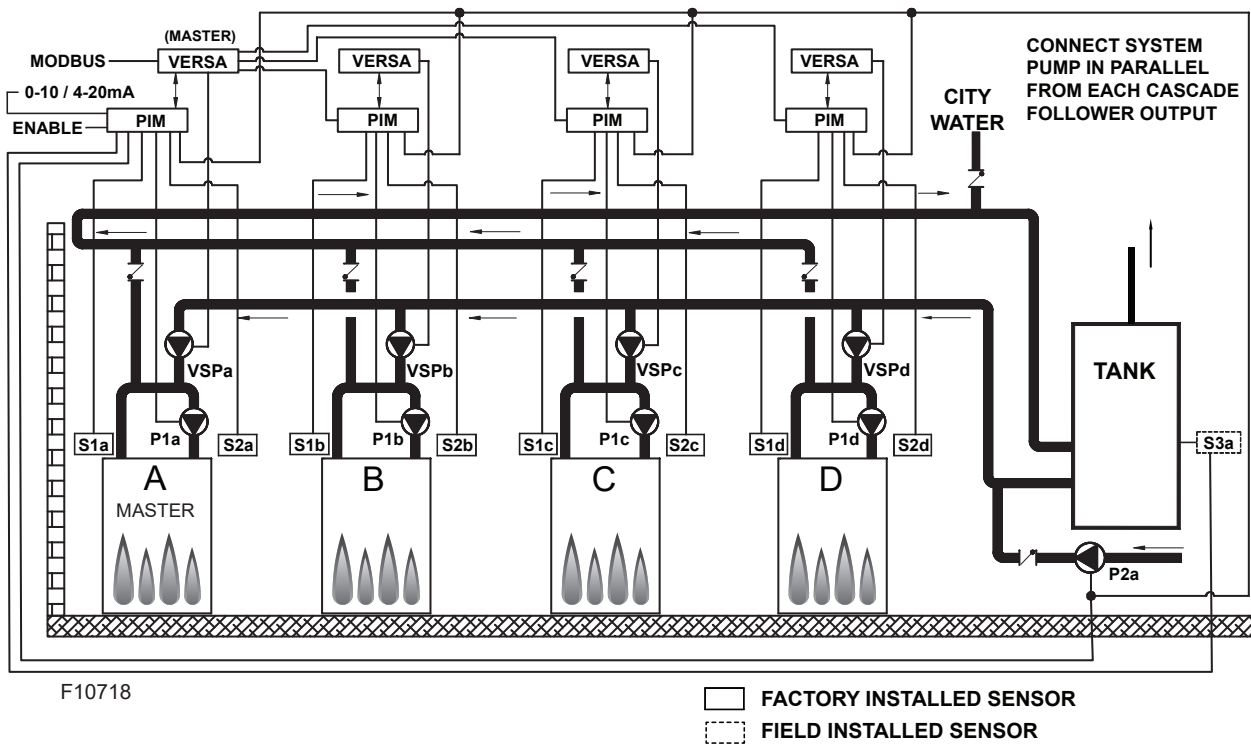 (MASTER)
MODBUS
VERSA
VERSA
VERSA
VERSA
CONNECT SYSTEM
PUMP IN PARALLEL
FROM EACH CASCADE
FOLLOWER OUTPUT
0-10 / 4-20mA
ENABLE
PIM
PIM
PIM
PIM
CITY
WATER
VSPa
VSPb
VSPc
VSPd
TANK
S1a
P1a
S2a
S1b
P1b
S2b
S1c
P1c
S2c
S1d
P1d
S2d
S3a
A
MASTER
B
C
D
P2a
F10718
FACTORY INSTALLED SENSOR
FIELD INSTALLED SENSOR